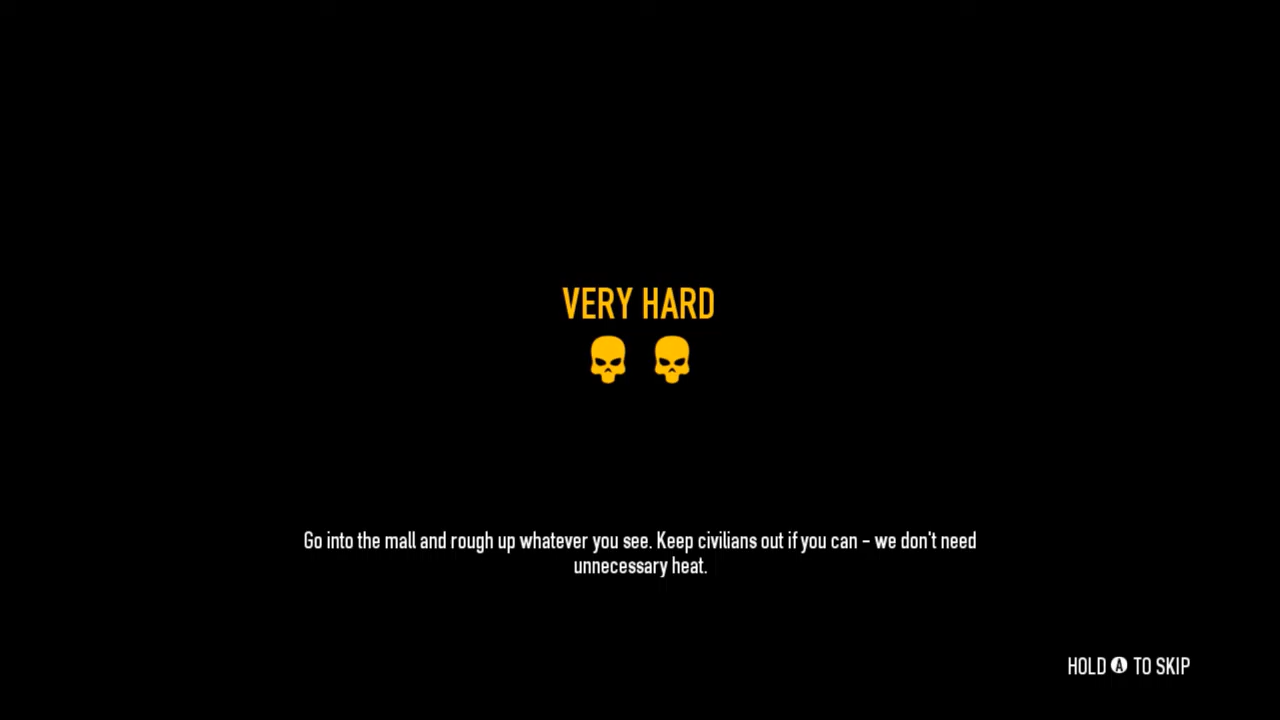 VERY HARD
Go into the mall and rough up whatever you see. Keep civilians out if you can - we don't need
unnecessary heat.
HOLD A TO SKIP